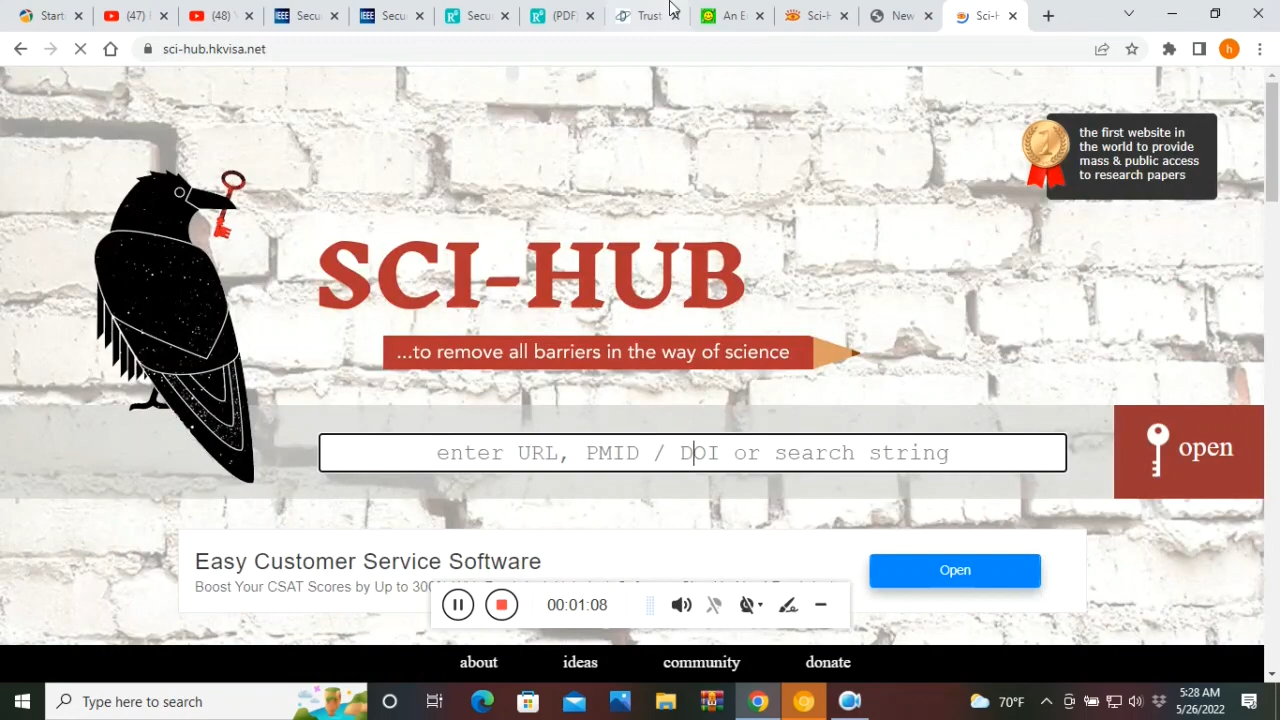 Start
(47)
(48)
IEEE
Secu
IEEE
Secu
Secu
(PDF)
Trust
An E
Sci-H
New
Sci-H
sci-hub.hkvisa.net
h
the first website in
the world to provide
mass & public access
to research papers
SCI-HUB
...to remove all barriers in the way of science
enter URL, PMID / DOI or search string
open
Easy Customer Service Software
Boost Your CSAT Scores by Up to 300%
Open
00:01:08
about
ideas
community
donate
Type here to search
70°F
5:28 AM
5/26/2022